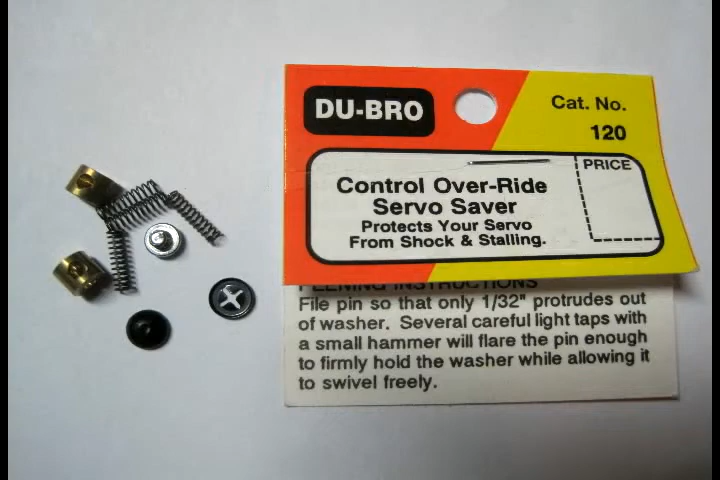 DU-BRO
Cat. No.
120
PRICE
Control Over-Ride
Servo Saver
Protects Your Servo
From Shock & Stalling.
PEENING INSTRUCTIONS
File pin so that only 1/32" protrudes out
of washer. Several careful light taps with
a small hammer will flare the pin enough
to firmly hold the washer while allowing it
to swivel freely.